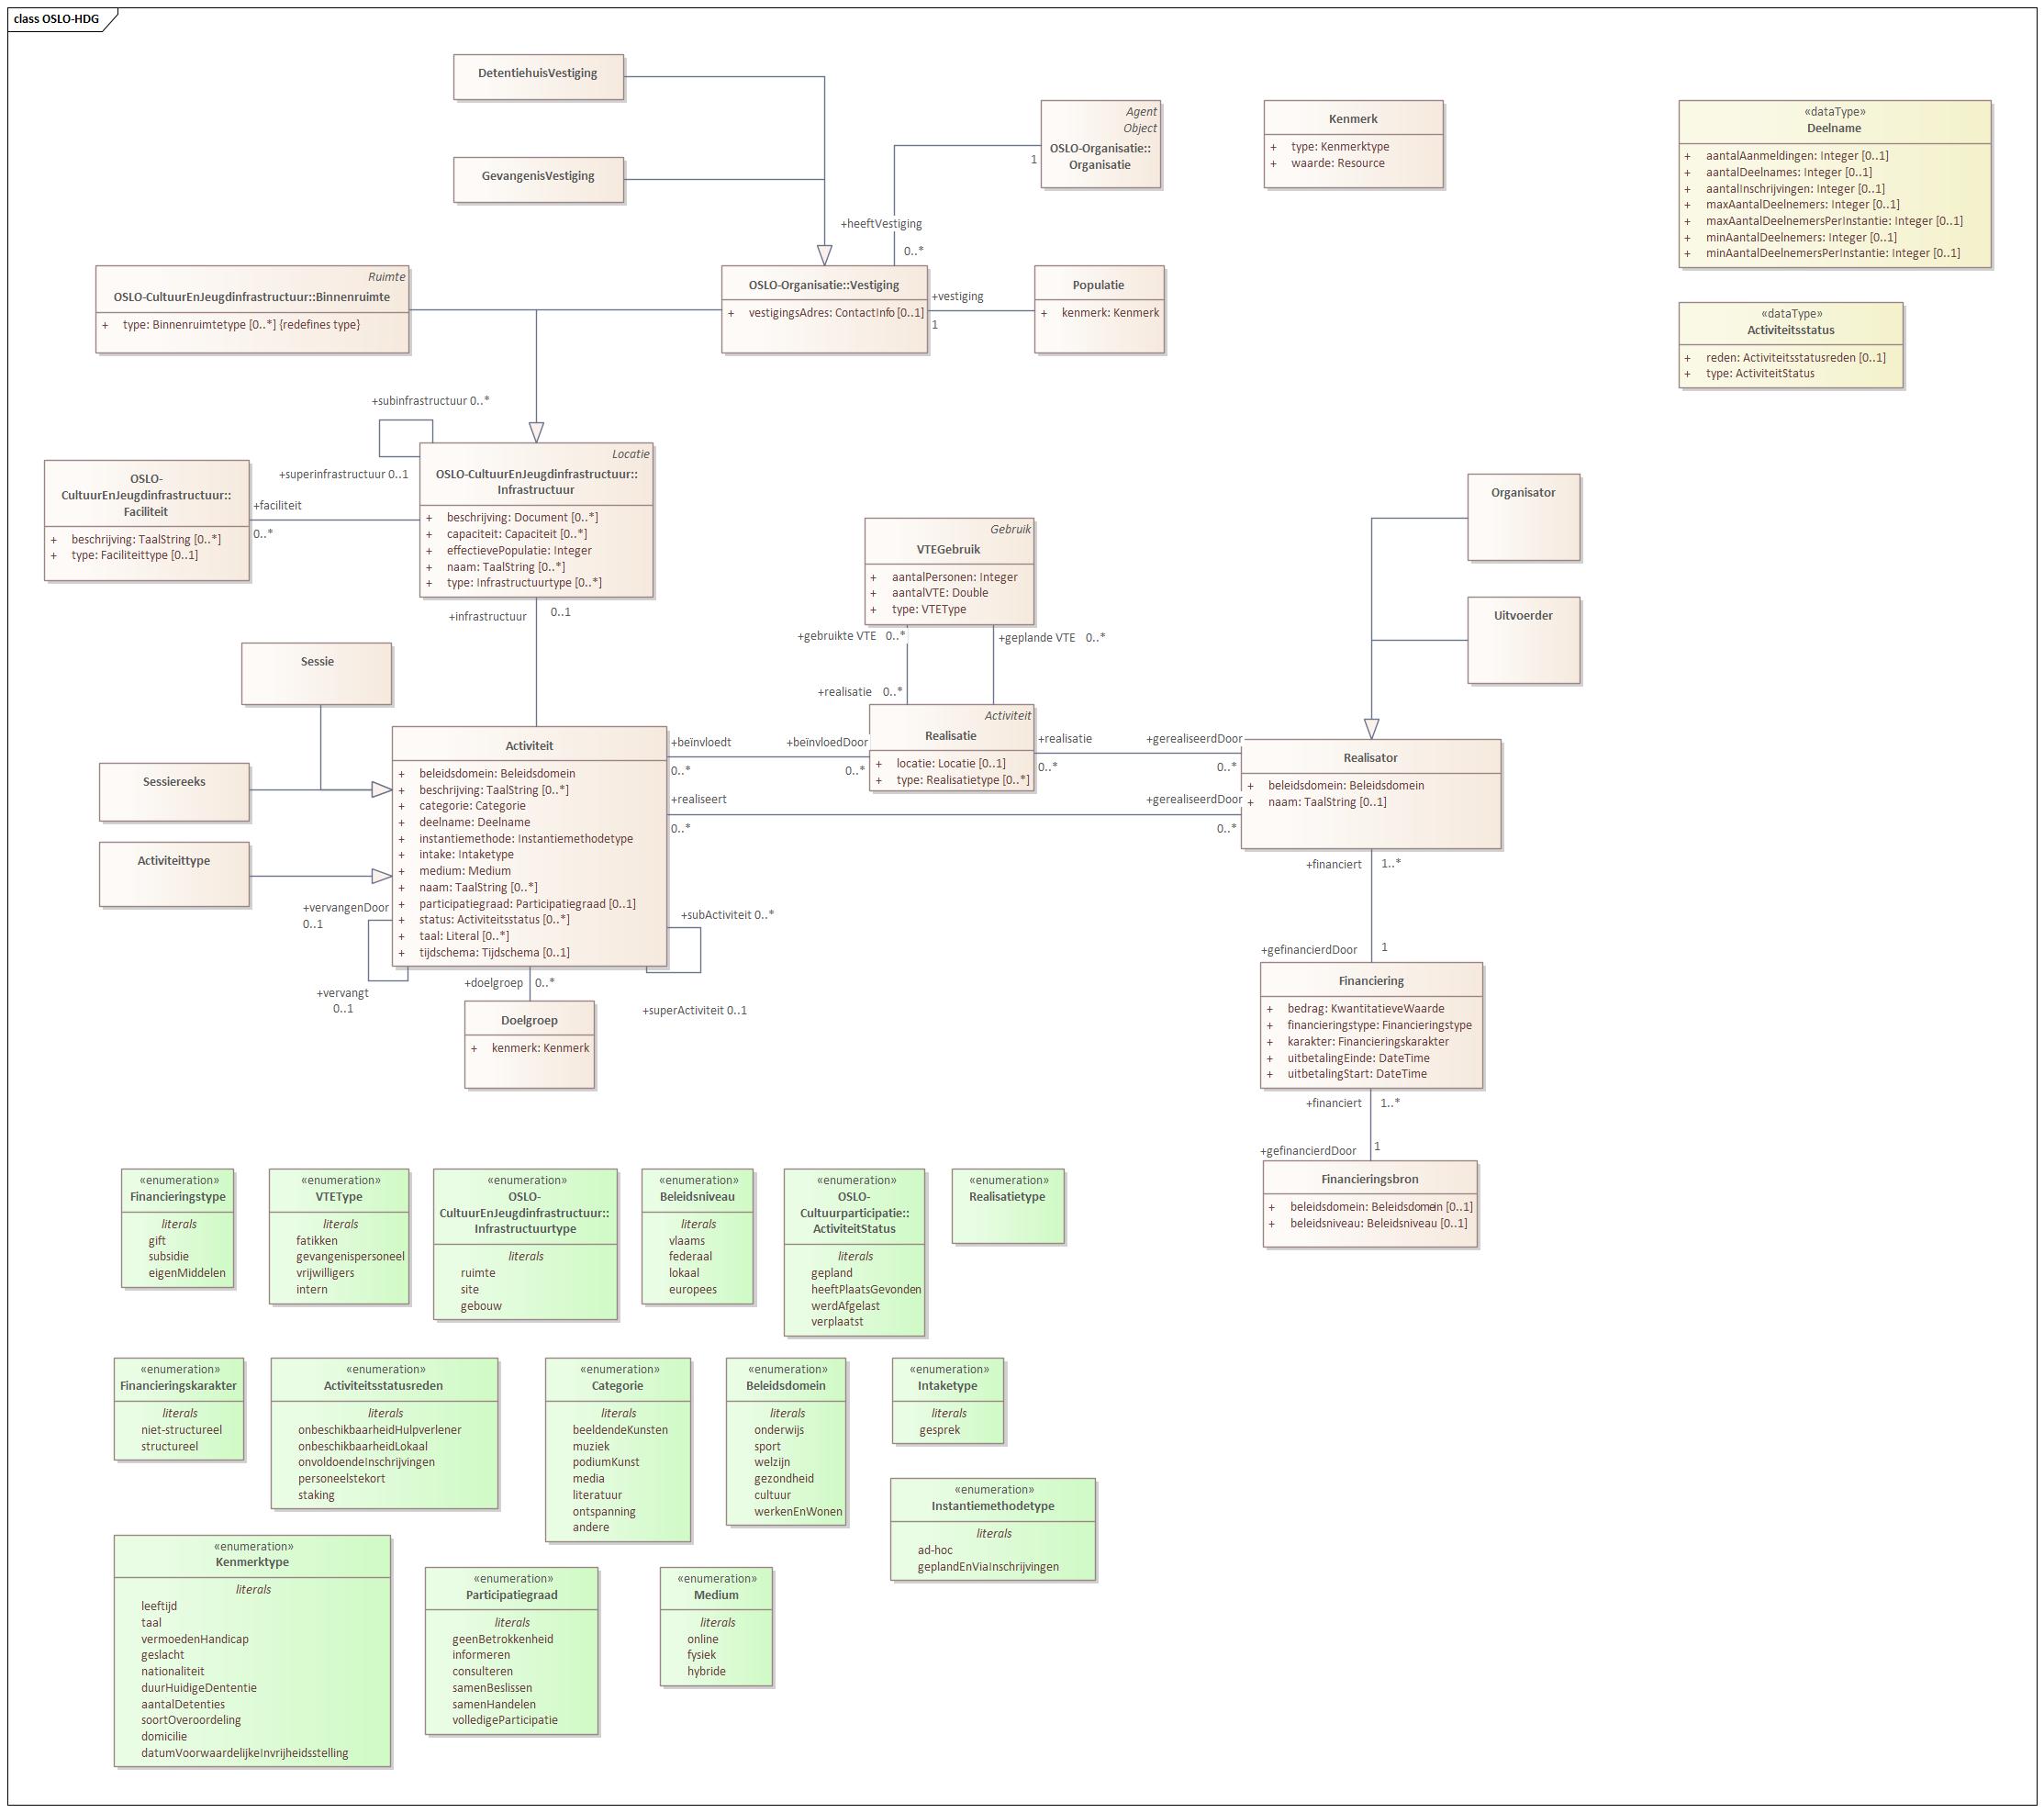 class OSLO-HDG
DetentiehuisVestiging
GevangenisVestiging
Agent
Object
OSLO-Organisatie::
Organisatie
1
+heeftVestiging
0..*
Kenmerk
+ type: Kenmerktype
+ waarde: Resource
«dataType»
Deelname
+ aantalAanmeldingen: Integer [0..1]
+ aantalDeelnames: Integer [0..1]
+ aantalInschrijvingen: Integer [0..1]
+ maxAantalDeelnemers: Integer [0..1]
+ maxAantalDeelnemersPerInstantie: Integer [0..1]
+ minAantalDeelnemers: Integer [0..1]
+ minAantalDeelnemersPerInstantie: Integer [0..1]
«dataType»
Activiteitsstatus
+ reden: Activiteitsstatusreden [0..1]
+ type: ActiviteitStatus
Ruimte
OSLO-CultuurEnJeugdinfrastructuur::Binnenruimte
+ type: Binnenruimtetype [0..*] {redefines type}
OSLO-Organisatie::Vestiging
+ vestigingsAdres: ContactInfo [0..1]
+vestiging
1
Populatie
+ kenmerk: Kenmerk
+subinfrastructuur 0..*
+superinfrastructuur 0..1
OSLO-
CultuurEnJeugdinfrastructuur::
Faciliteit
+ beschrijving: TaalString [0..*]
+ type: Faciliteittype [0..1]
+faciliteit
0..*
Locatie
OSLO-CultuurEnJeugdinfrastructuur::
Infrastructuur
+ beschrijving: Document [0..*]
+ capaciteit: Capaciteit [0..*]
+ effectievePopulatie: Integer
+ naam: TaalString [0..*]
+ type: Infrastructuurtype [0..*]
+infrastructuur
0..1
Gebruik
VTEGebruik
+ aantalPersonen: Integer
+ aantalVTE: Double
+ type: VTEType
+gebruikte VTE 0..*
+geplande VTE 0..*
+realisatie 0..*
Organisator
Uitvoerder
Sessie
Sessiereeks
Activiteittype
Activiteit
+ beleidsdomein: Beleidsdomein
+ beschrijving: TaalString [0..*]
+ categorie: Categorie
+ deelname: Deelname
+ instantiemethode: Instantiemethodetype
+ intake: Intaketype
+ medium: Medium
+ naam: TaalString [0..*]
+ participatiegraad: Participatiegraad [0..1]
+ status: Activiteitsstatus [0..*]
+ taal: Literal [0..*]
+ tijdschema: Tijdschema [0..1]
+beïnvloedt
0..*
+beïnvloedDoor
0..*
Activiteit
Realisatie
+ locatie: Locatie [0..1]
+ type: Realisatietype [0..*]
+realisatie
0..*
+gerealiseerdDoor
0..*
+realiseert
0..*
+gerealiseerdDoor
0..*
Realisator
+ beleidsdomein: Beleidsdomein
+ naam: TaalString [0..1]
+vervangenDoor
0..1
+vervangt
0..1
+subActiviteit 0..*
+superActiviteit 0..1
+doelgroep
0..*
Doelgroep
+ kenmerk: Kenmerk
+financiert
1..*
+gefinancierdDoor
1
Financiering
+ bedrag: KwantitatieveWaarde
+ financieringstype: Financieringstype
+ karakter: Financieringskarakter
+ uitbetalingEinde: DateTime
+ uitbetalingStart: DateTime
+financiert
1..*
+gefinancierdDoor
1
Financieringsbron
+ beleidsdomein: Beleidsdomein [0..1]
+ beleidsniveau: Beleidsniveau [0..1]
«enumeration»
Financieringstype
literals
gift
subsidie
eigenMiddelen
«enumeration»
VTEType
literals
fatikken
gevangenispersoneel
vrijwilligers
intern
«enumeration»
OSLO-
CultuurEnJeugdinfrastructuur::
Infrastructuurtype
literals
ruimte
site
gebouw
«enumeration»
Beleidsniveau
literals
vlaams
federaal
lokaal
europees
«enumeration»
OSLO-
Cultuurparticipatie::
ActiviteitStatus
literals
gepland
heeftPlaatsGevonden
werdAfgelast
verplaatst
«enumeration»
Realisatietype
«enumeration»
Financieringskarakter
literals
niet-structureel
structureel
«enumeration»
Activiteitsstatusreden
literals
onbeschikbaarheidHulpverlener
onbeschikbaarheidLokaal
onvoldoendeInschrijvingen
personeelstekort
staking
«enumeration»
Categorie
literals
beeldendeKunsten
muziek
podiumKunst
media
literatuur
ontspanning
andere
«enumeration»
Beleidsdomein
literals
onderwijs
sport
welzijn
gezondheid
cultuur
werkenEnWonen
«enumeration»
Intaketype
literals
gesprek
«enumeration»
Instantiemethodetype
literals
ad-hoc
geplandEnViaInschrijvingen
«enumeration»
Kenmerktype
literals
leeftijd
taal
vermoedenHandicap
geslacht
nationaliteit
duurHuidigeDententie
aantalDetenties
soortOveroordeling
domicilie
datumVoorwaardelijkeInvrijheidsstelling
«enumeration»
Participatiegraad
literals
geenBetrokkenheid
informeren
consulteren
samenBeslissen
samenHandelen
volledigeParticipatie
«enumeration»
Medium
literals
online
fysiek
hybride